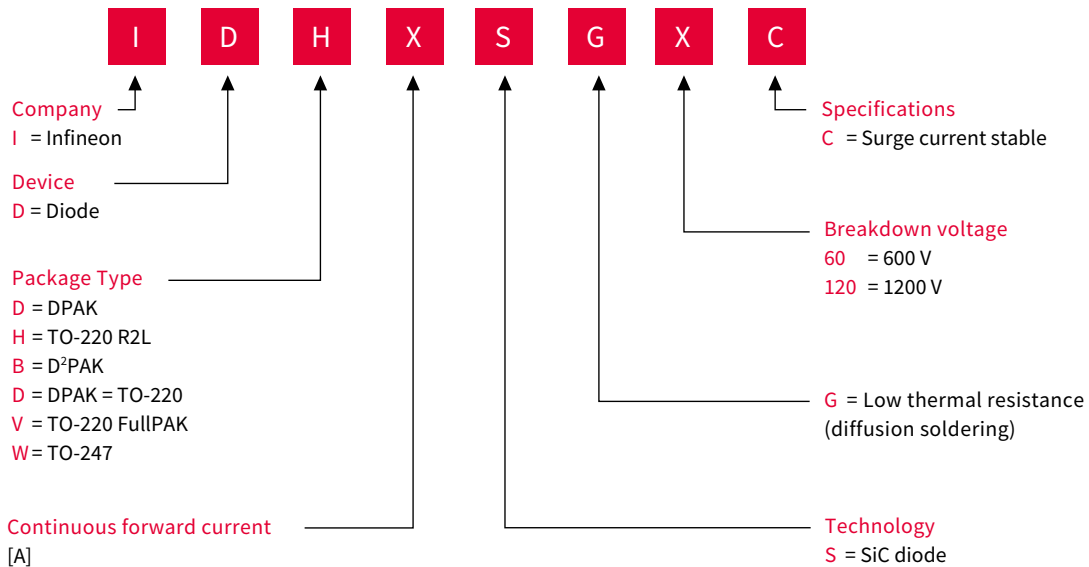 I D H X S G X C
Company
I = Infineon
Device
D = Diode
Package Type
D = DPAK
H = TO-220 R2L
B = D²PAK
D = DPAK = TO-220
V = TO-220 FullPAK
W = TO-247
Continuous forward current
[A]
Specifications
C = Surge current stable
Breakdown voltage
60 = 600 V
120 = 1200 V
G = Low thermal resistance
(diffusion soldering)
Technology
S = SiC diode